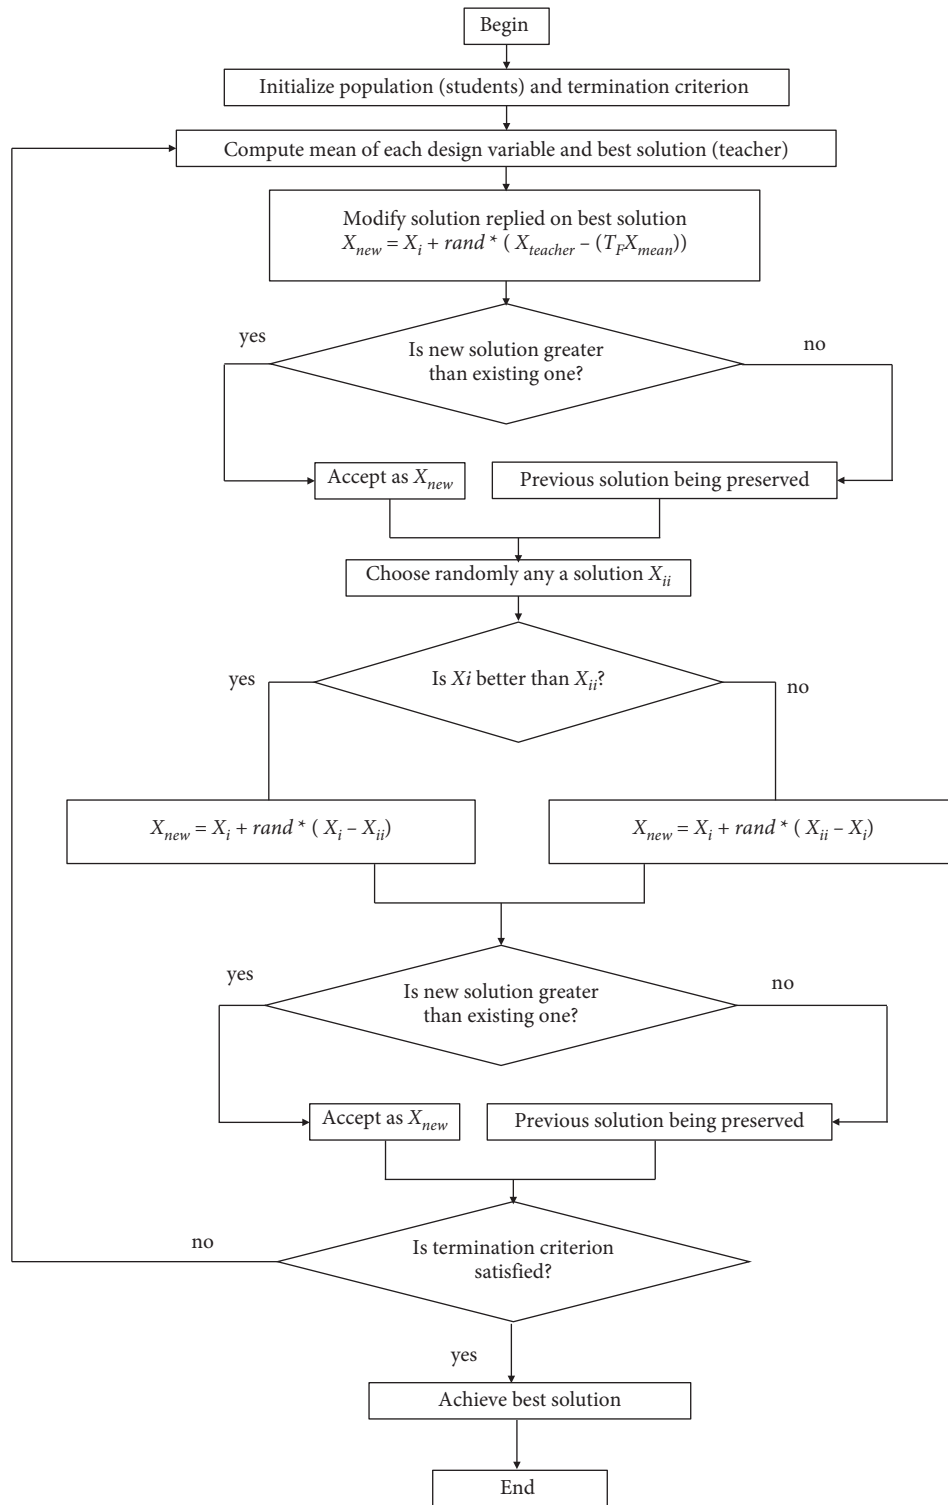 Begin
Initialize population (students) and termination criterion
Compute mean of each design variable and best solution (teacher)
Modify solution replied on best solution
X_new = X_i + rand * ( X_teacher – (T_F X_mean))
yes
no
Is new solution greater
than existing one?
Accept as X_new
Previous solution being preserved
Choose randomly any a solution X_ii
yes
no
Is Xi better than X_ii?
X_new = X_i + rand * ( X_i – X_ii)
X_new = X_i + rand * ( X_ii – X_i)
yes
no
Is new solution greater
than existing one?
Accept as X_new
Previous solution being preserved
no
Is termination criterion
satisfied?
yes
Achieve best solution
End